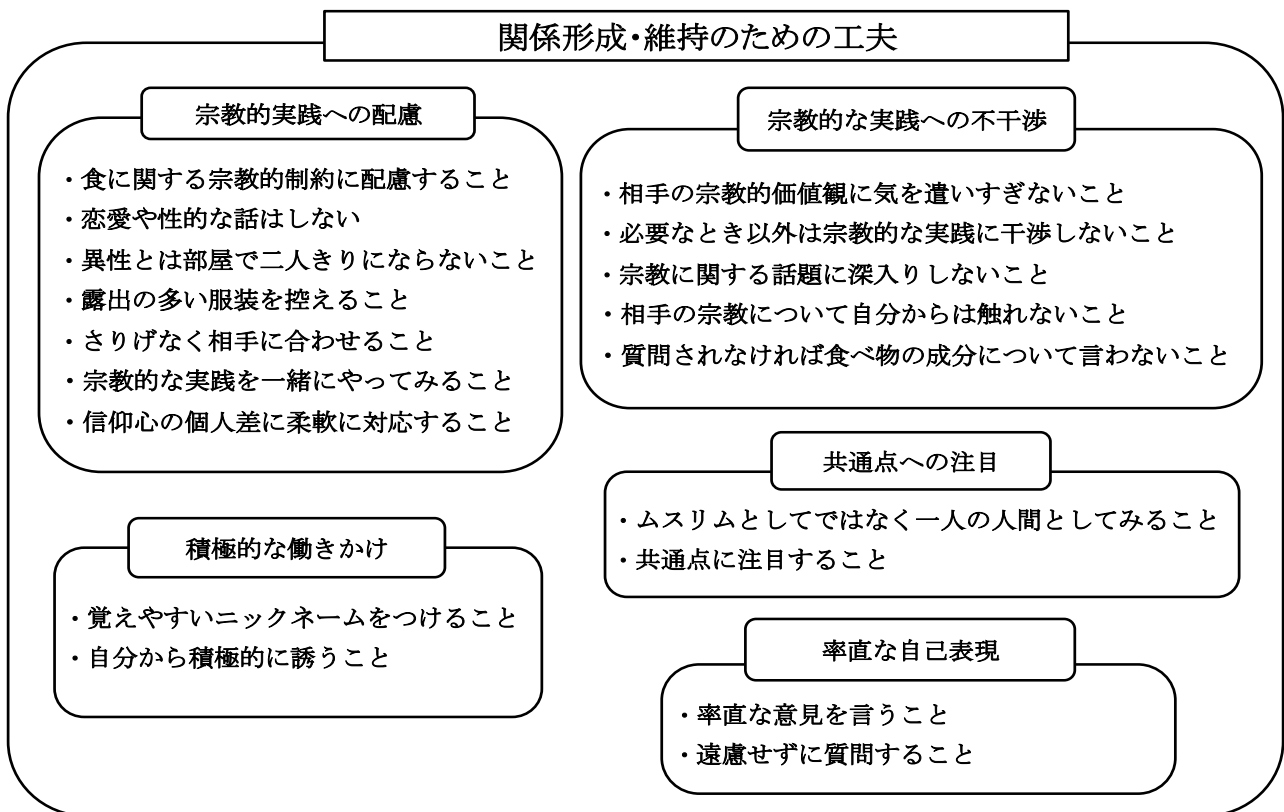 関係形成・維持のための工夫
宗教的実践への配慮
・食に関する宗教的制約に配慮すること
・恋愛や性的な話はしない
・異性とは部屋で二人きりにならないこと
・露出の多い服装を控えること
・さりげなく相手に合わせること
・宗教的な実践を一緒にやってみること
・信仰心の個人差に柔軟に対応すること
宗教的な実践への不干渉
・相手の宗教的価値観に気を遣いすぎないこと
・必要なとき以外は宗教的な実践に干渉しないこと
・宗教に関する話題に深入りしないこと
・相手の宗教について自分からは触れないこと
・質問されなければ食べ物の成分について言わないこと
共通点への注目
・ムスリムとしてではなく一人の人間としてみること
・共通点に注目すること
積極的な働きかけ
・覚えやすいニックネームをつけること
・自分から積極的に誘うこと
率直な自己表現
・率直な意見を言うこと
・遠慮せずに質問すること